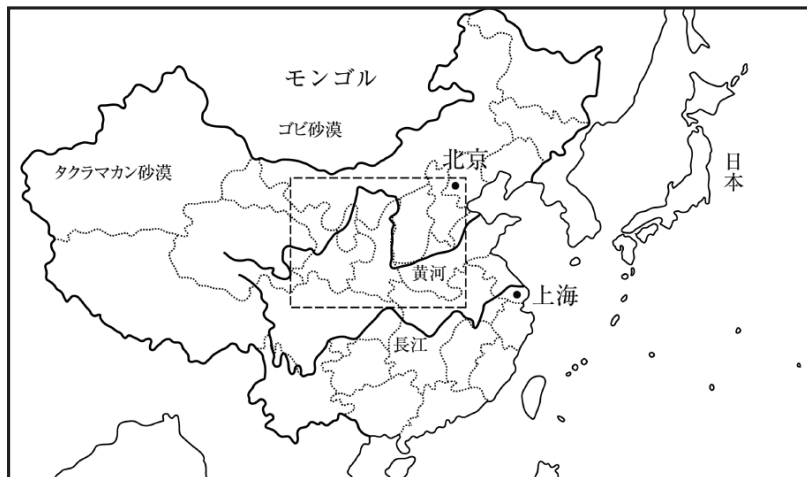 モンゴル
ゴビ砂漠
タクラマカン砂漠
北京
日本
黄河
上海
長江